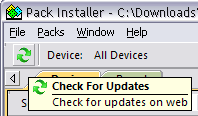 Pack Installer - C:\Downloads\
File Packs Window Help
Device: All Devices
Check For Updates
Check for updates on web